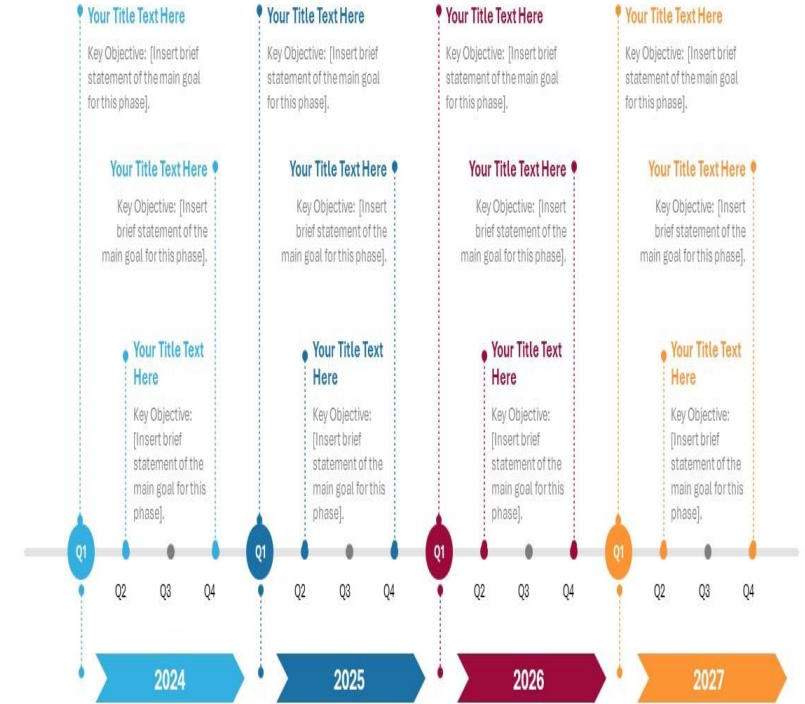 Your Title Text Here
Key Objective: [Insert brief
statement of the main goal
for this phase].
Your Title Text Here
Key Objective: [Insert brief
statement of the main goal
for this phase].
Your Title Text Here
Key Objective: [Insert brief
statement of the main goal
for this phase].
Your Title Text Here
Key Objective: [Insert brief
statement of the main goal
for this phase].
Your Title Text Here
Key Objective: [Insert
brief statement of the
main goal for this phase].
Your Title Text Here
Key Objective: [Insert
brief statement of the
main goal for this phase].
Your Title Text Here
Key Objective: [Insert
brief statement of the
main goal for this phase].
Your Title Text Here
Key Objective: [Insert
brief statement of the
main goal for this phase].
Your Title Text
Here
Key Objective:
[Insert brief
statement of the
main goal for this
phase].
Your Title Text
Here
Key Objective:
[Insert brief
statement of the
main goal for this
phase].
Your Title Text
Here
Key Objective:
[Insert brief
statement of the
main goal for this
phase].
Your Title Text
Here
Key Objective:
[Insert brief
statement of the
main goal for this
phase].
Q1 Q1 Q1 Q1
Q2 Q3 Q4 Q2 Q3 Q4 Q2 Q3 Q4 Q2 Q3 Q4
2024 2025 2026 2027